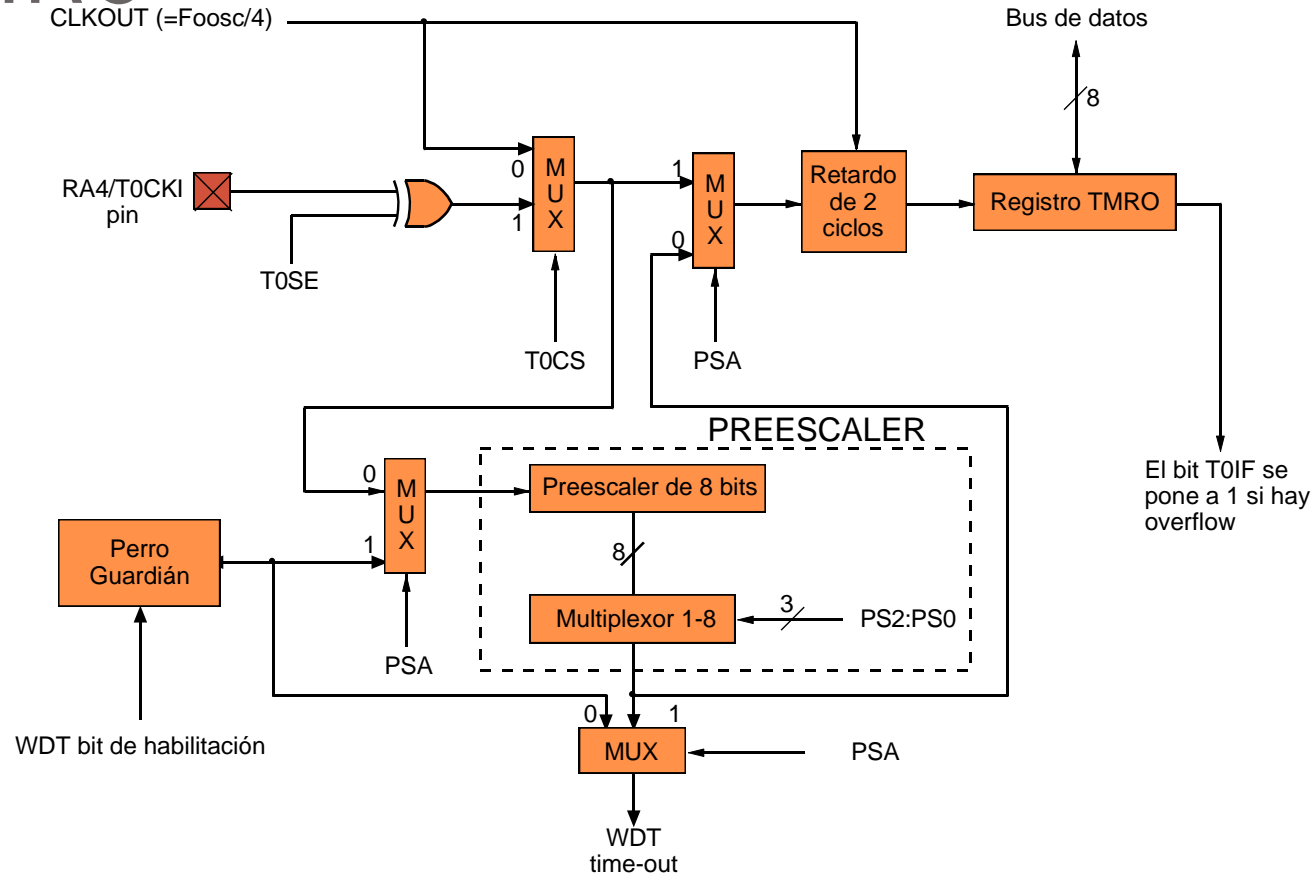 CLKOUT (=Foosc/4)
Bus de datos
8
RA4/T0CKI
pin
T0SE
0
1
M
U
X
T0CS
1
0
M
U
X
PSA
Retardo
de 2
ciclos
Registro TMRO
El bit T0IF se
pone a 1 si hay
overflow
PREESCALER
0
1
M
U
X
PSA
Preescaler de 8 bits
8
Multiplexor 1-8
3
PS2:PS0
Perro
Guardián
WDT bit de habilitación
0
1
MUX
PSA
WDT
time-out